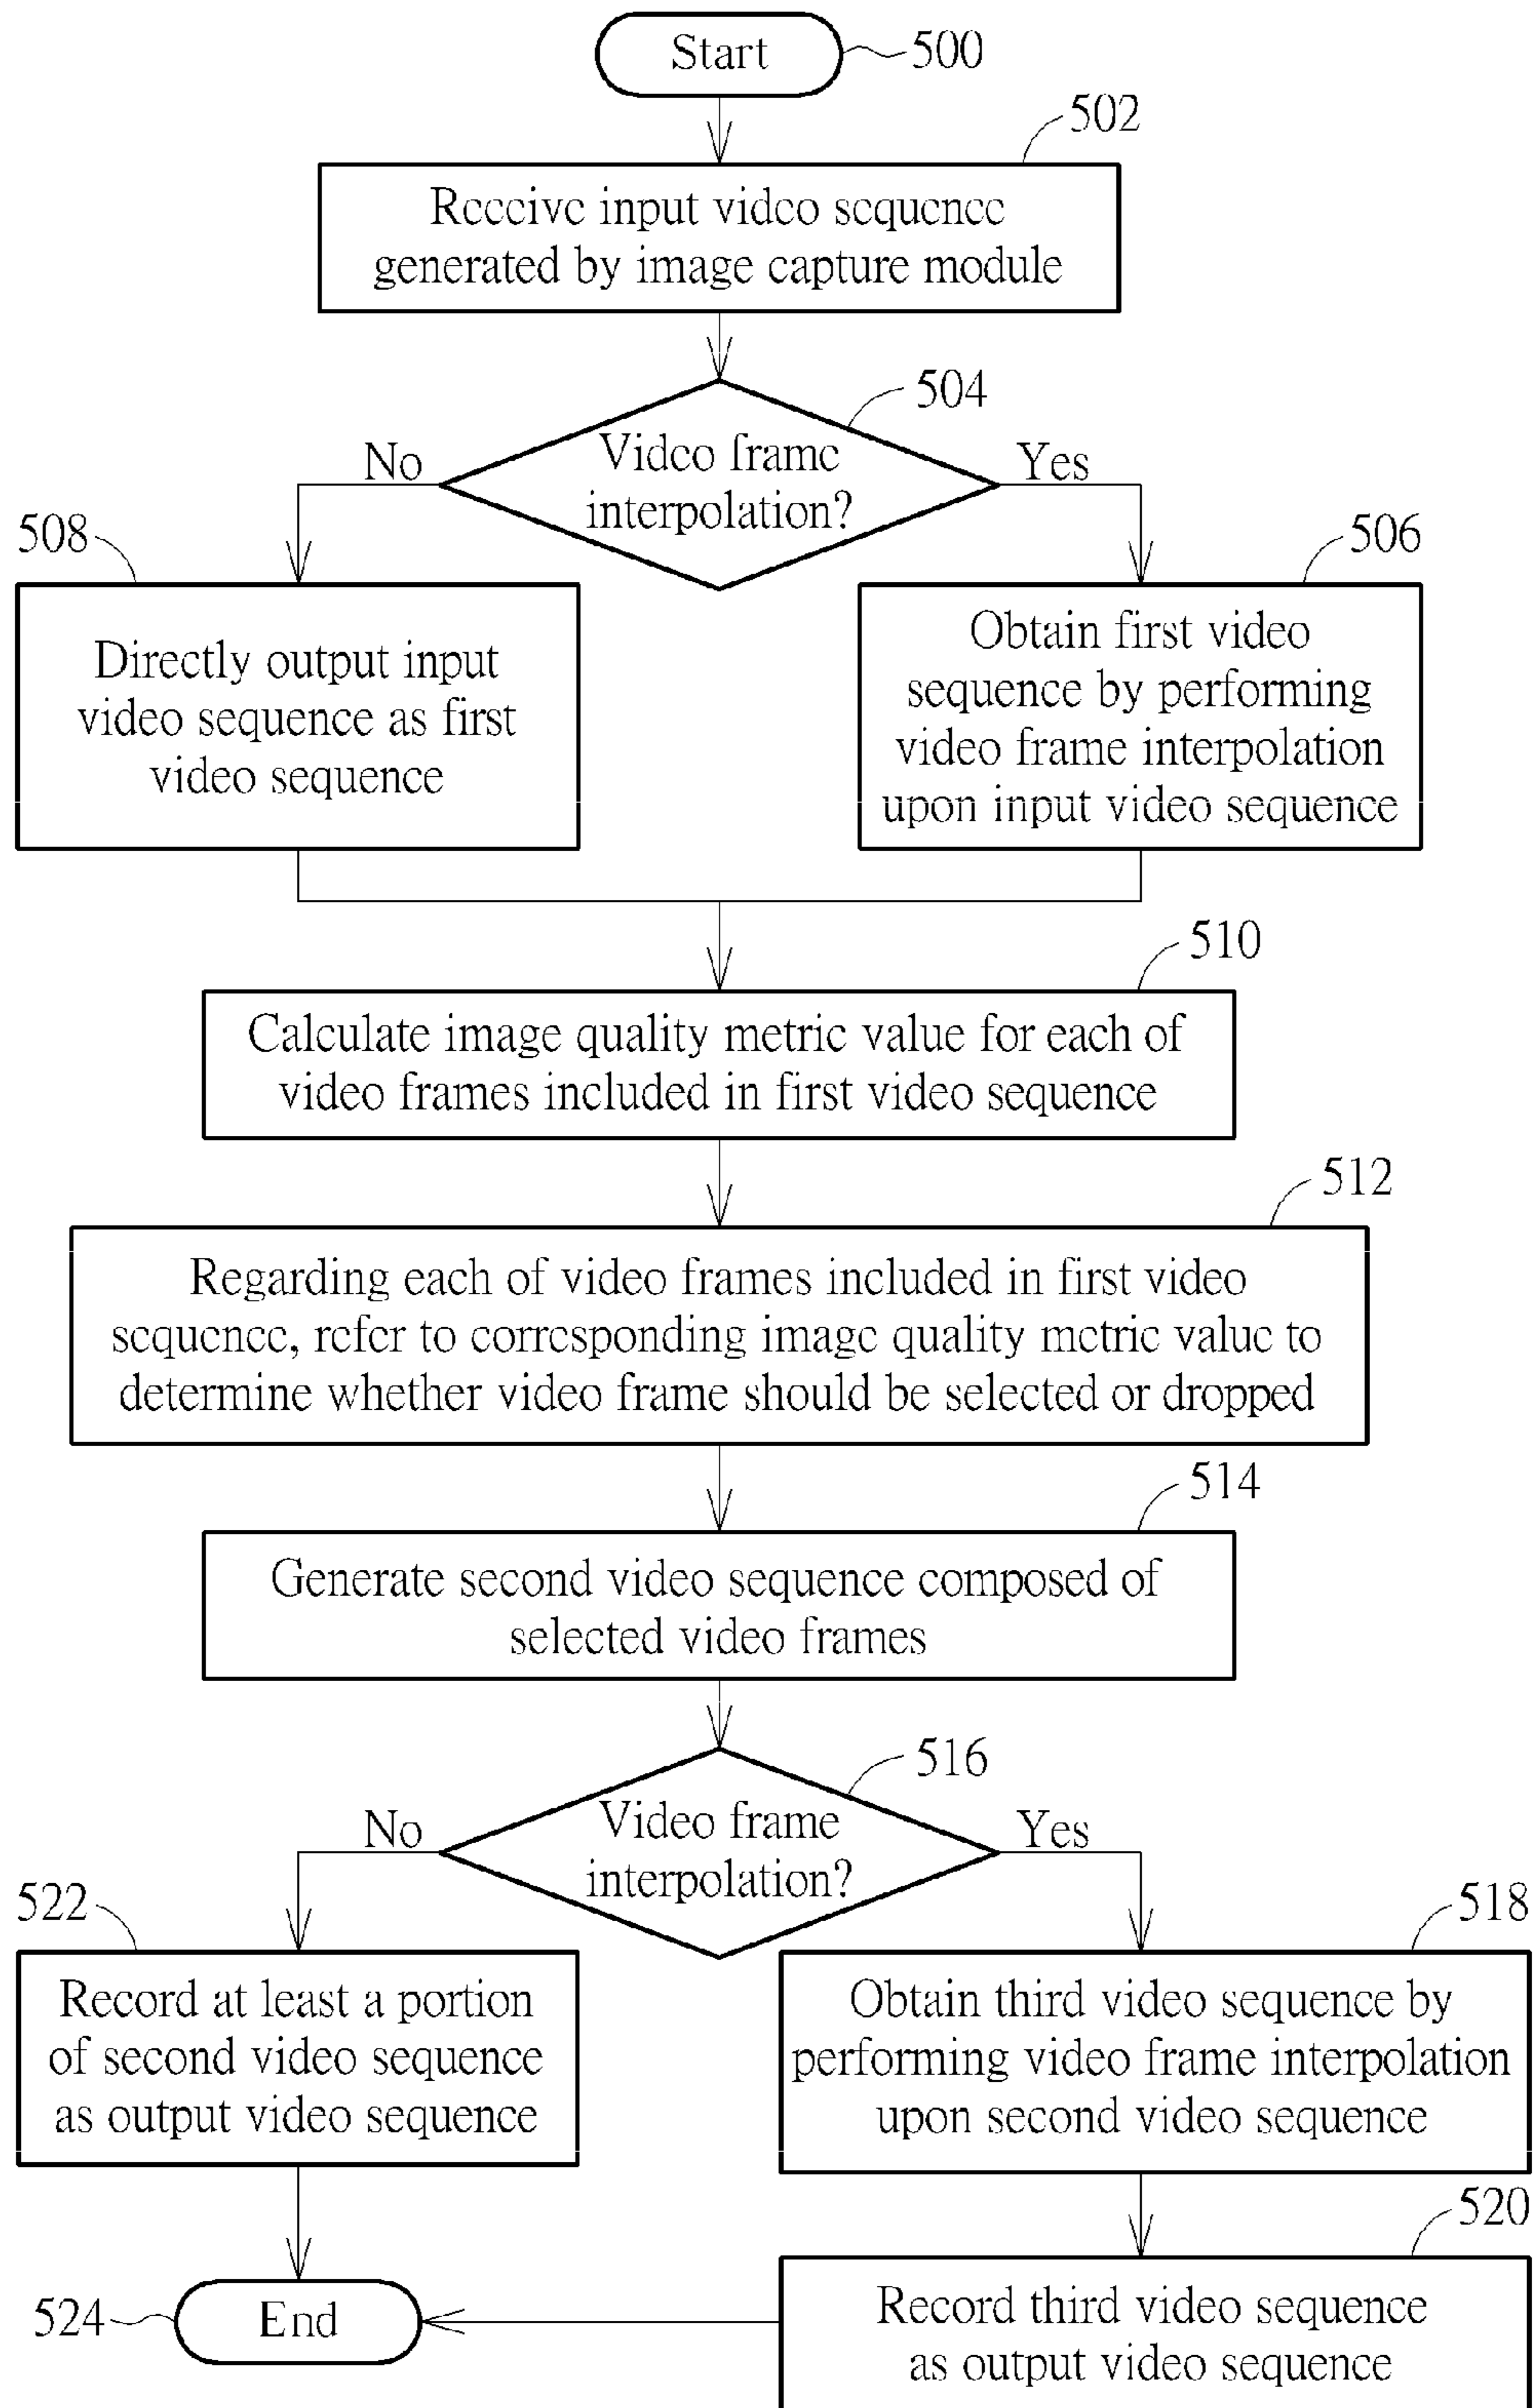 Start
500
502
Receive input video sequence
generated by image capture module
504
Video frame
interpolation?
No
Yes
508
506
Directly output input
video sequence as first
video sequence
Obtain first video
sequence by performing
video frame interpolation
upon input video sequence
510
Calculate image quality metric value for each of
video frames included in first video sequence
512
Regarding each of video frames included in first video
sequence, refer to corresponding image quality metric value to
determine whether video frame should be selected or dropped
514
Generate second video sequence composed of
selected video frames
516
Video frame
interpolation?
No
Yes
522
518
Record at least a portion
of second video sequence
as output video sequence
Obtain third video sequence by
performing video frame interpolation
upon second video sequence
520
524
End
Record third video sequence
as output video sequence